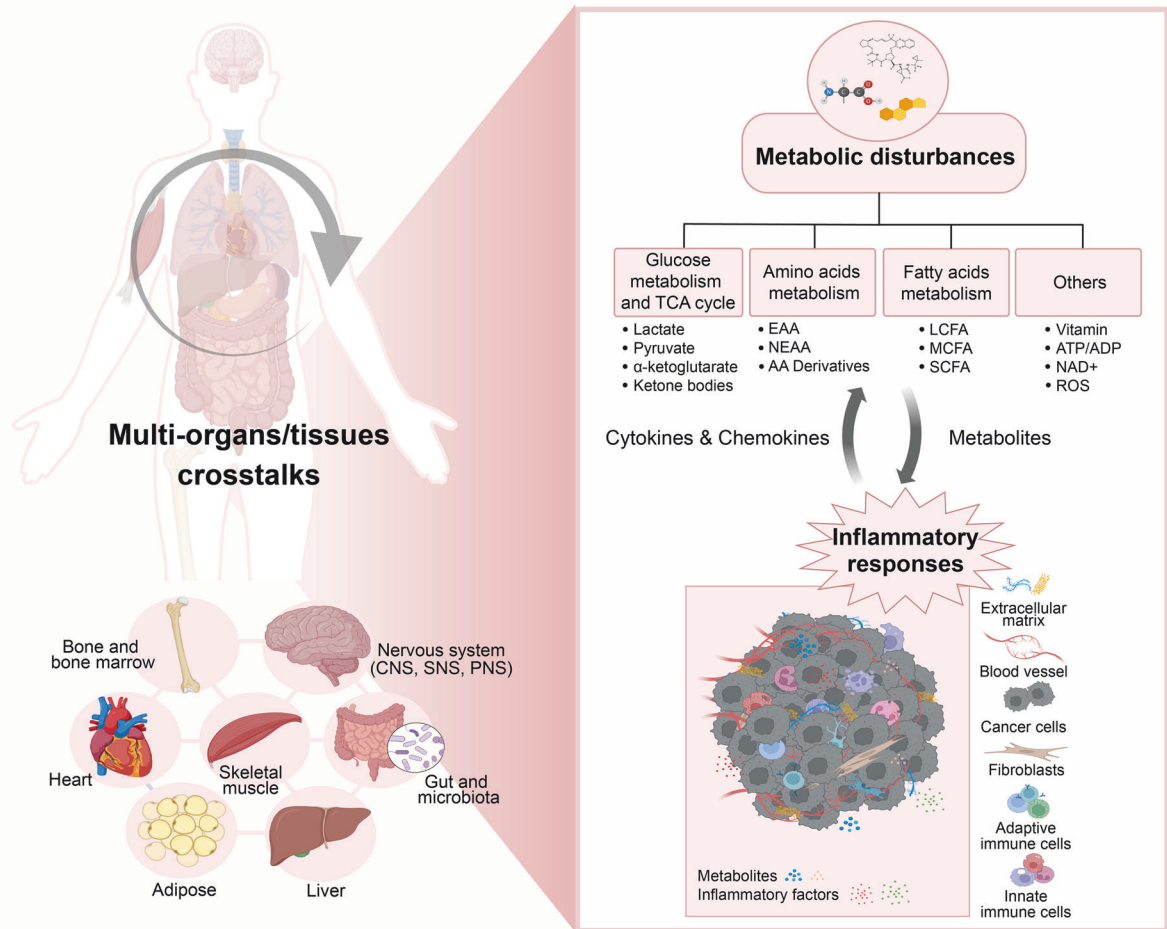 Multi-organs/tissues
crosstalks
Bone and
bone marrow
Nervous system
(CNS, SNS, PNS)
Heart
Skeletal
muscle
Gut and
microbiota
Adipose
Liver
N
H
H
C
H
C
O
O
H
Metabolic disturbances
Glucose
metabolism
and TCA cycle
• Lactate
• Pyruvate
• α-ketoglutarate
• Ketone bodies
Amino acids
metabolism
• EAA
• NEAA
• AA Derivatives
Fatty acids
metabolism
• LCFA
• MCFA
• SCFA
Others
• Vitamin
• ATP/ADP
• NAD+
• ROS
Cytokines & Chemokines
Metabolites
Inflammatory
responses
Metabolites
Inflammatory factors
Extracellular
matrix
Blood vessel
Cancer cells
Fibroblasts
Adaptive
immune cells
Innate
immune cells